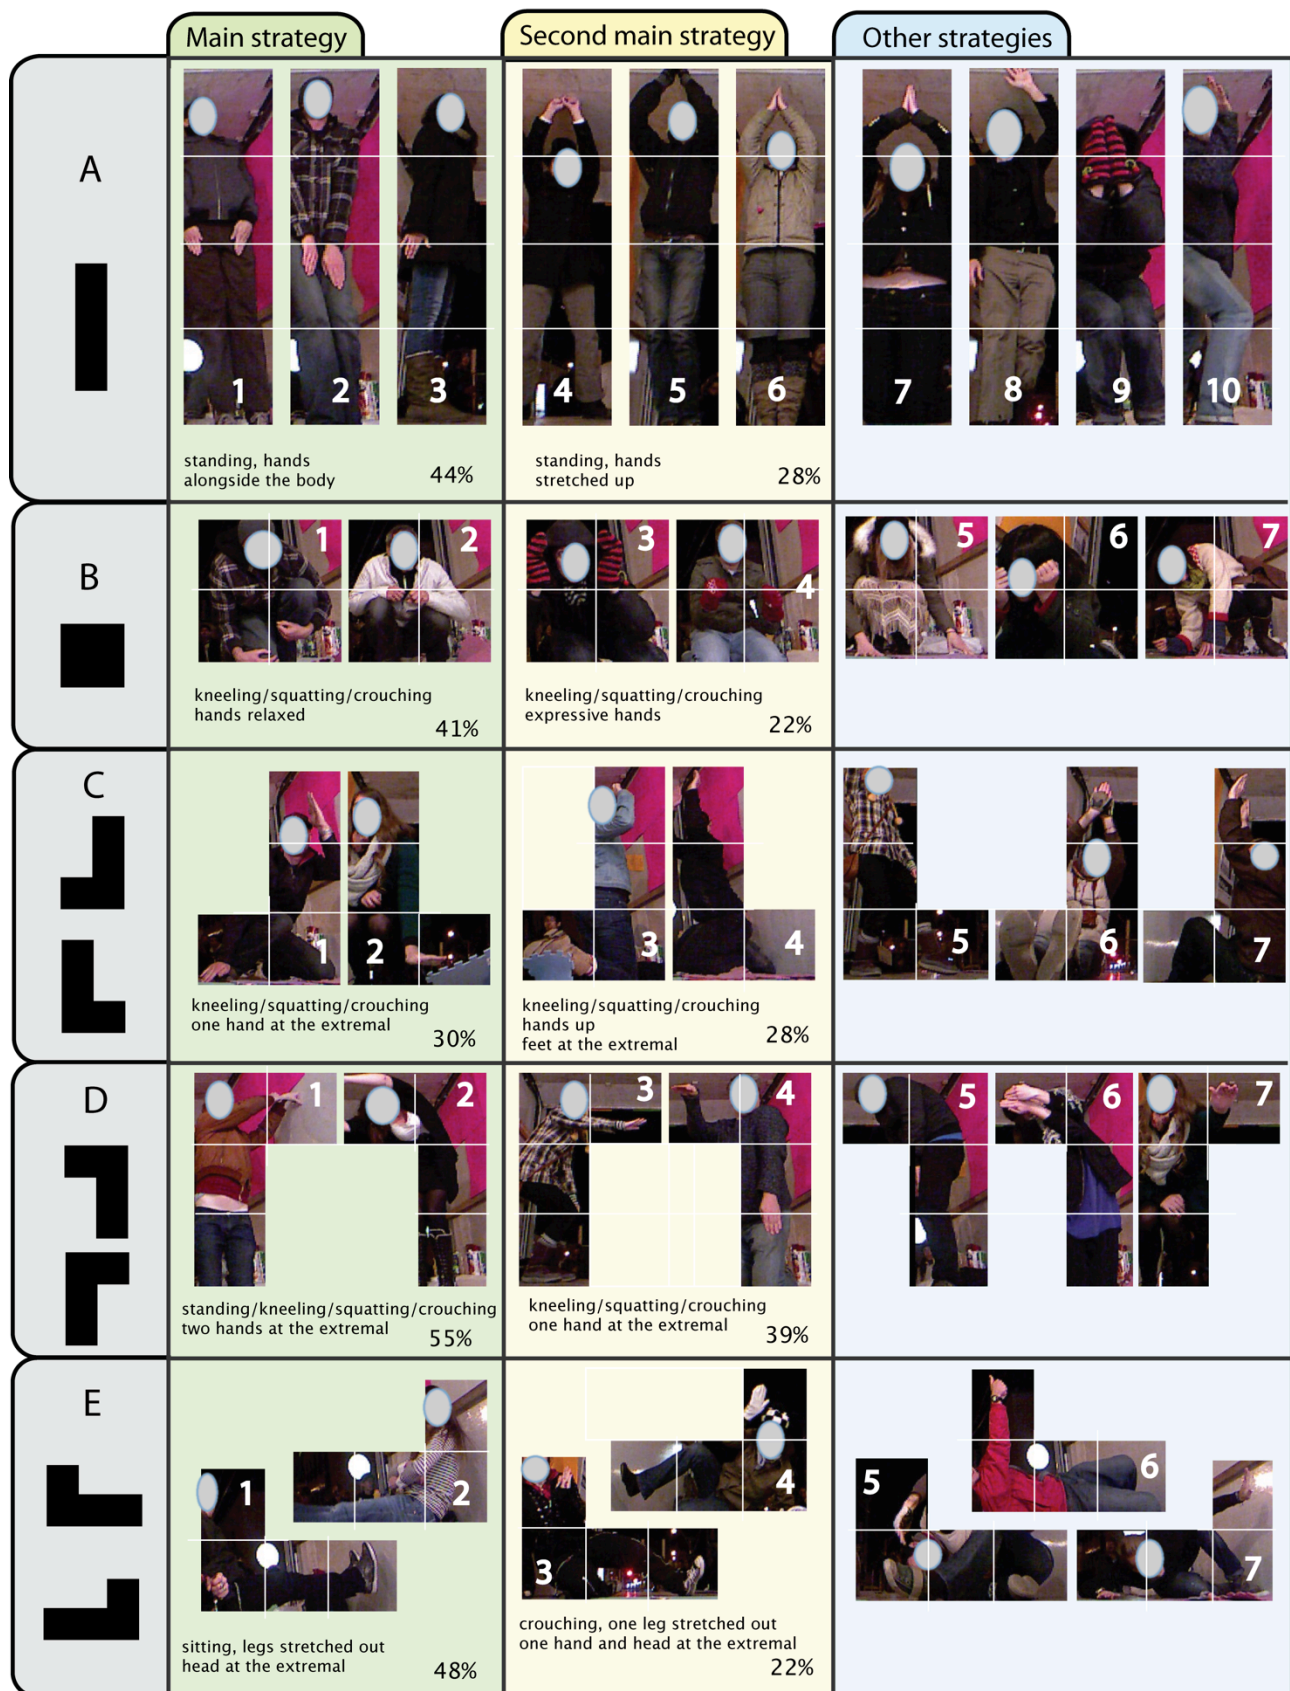 Main strategy
Second main strategy
Other strategies
A
1
2
3
4
5
6
7
8
9
10
standing, hands
alongside the body
44%
standing, hands
stretched up
28%
B
1
2
3
4
5
6
7
kneeling/squatting/crouching
hands relaxed
41%
kneeling/squatting/crouching
expressive hands
22%
C
1
2
3
4
5
6
7
kneeling/squatting/crouching
one hand at the extremal
30%
kneeling/squatting/crouching
hands up
feet at the extremal
28%
D
1
2
3
4
5
6
7
standing/kneeling/squatting/crouching
two hands at the extremal
55%
kneeling/squatting/crouching
one hand at the extremal
39%
E
1
2
3
4
5
6
7
sitting, legs stretched out
head at the extremal
48%
crouching, one leg stretched out
one hand and head at the extremal
22%